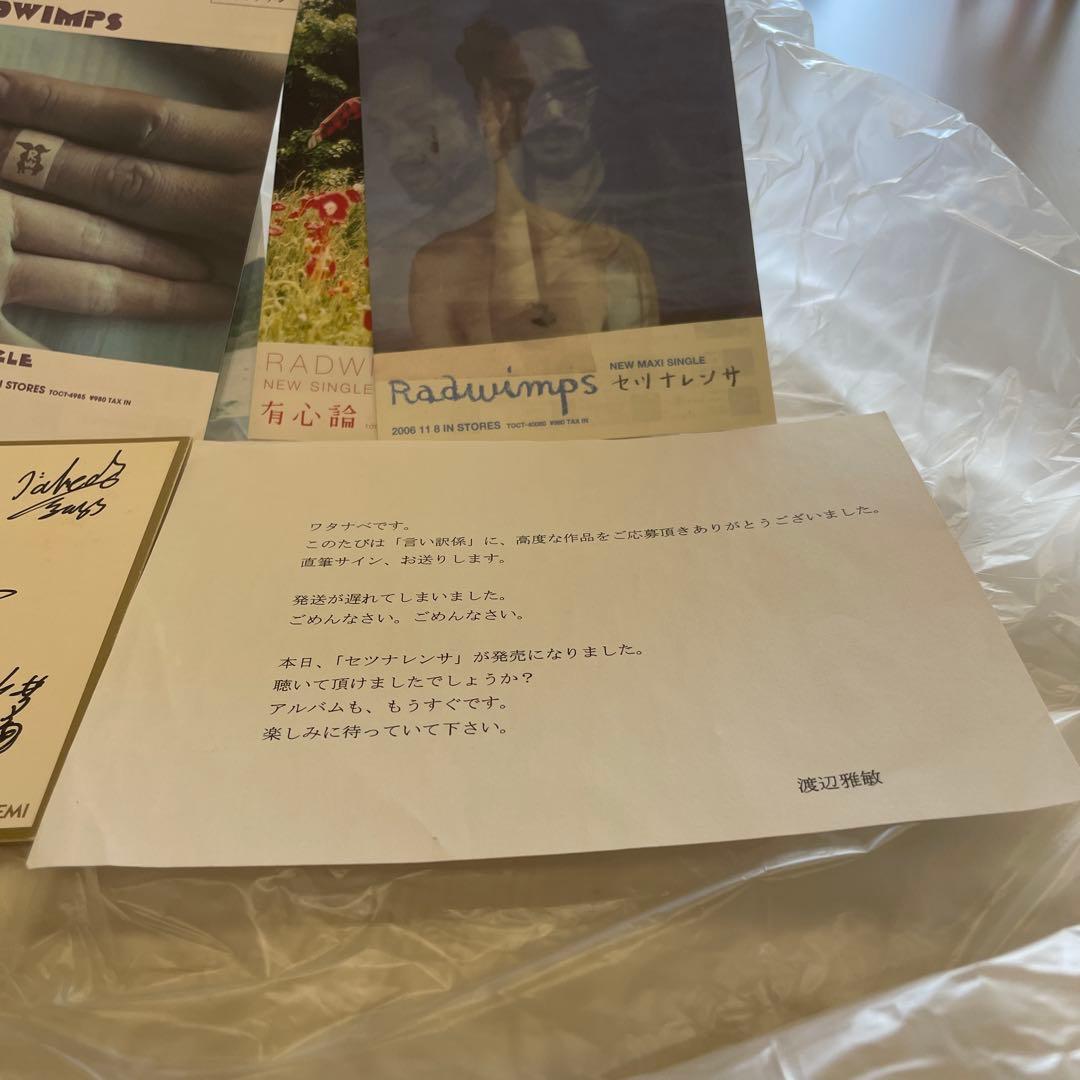 DWIMPS
GLE
N STORES TOCT-4985 ¥980 TAX IN
RADWI
NEW SINGLE
有心論
NEW MAXI SINGLE
Radwimps セツナレンサ
2006 11 8 IN STORES TOCT-40080 ¥980 TAX IN
EMI
ワタナベです。
このたびは「言い訳係」に、高度な作品をご応募頂きありがとうございました。
直筆サイン、お送りします。
発送が遅れてしまいました。
ごめんなさい。ごめんなさい。
本日、「セツナレンサ」が発売になりました。
聴いて頂けましたでしょうか?
アルバムも、もうすぐです。
楽しみに待っていて下さい。
渡辺雅敏